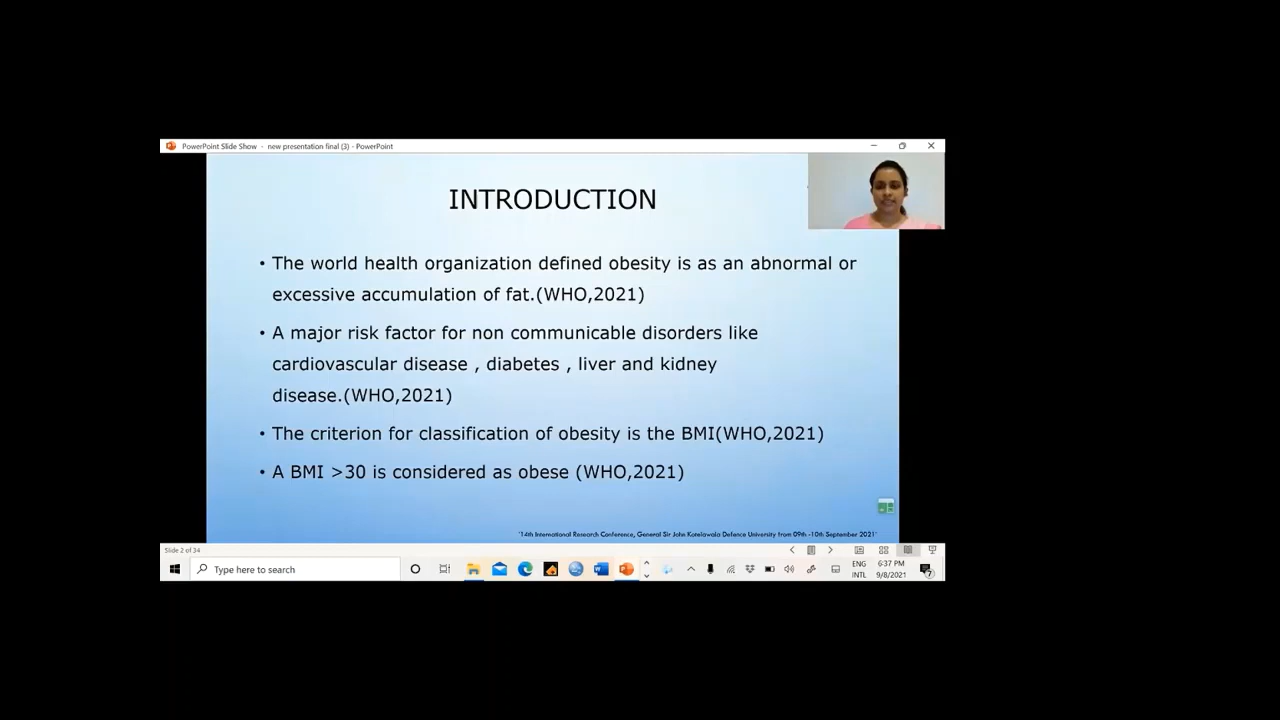 PowerPoint Slide Show - new presentation final (3) - PowerPoint
INTRODUCTION
• The world health organization defined obesity is as an abnormal or
excessive accumulation of fat.(WHO,2021)
• A major risk factor for non communicable disorders like
cardiovascular disease , diabetes , liver and kidney
disease.(WHO,2021)
• The criterion for classification of obesity is the BMI(WHO,2021)
• A BMI >30 is considered as obese (WHO,2021)
'14th International Research Conference, General Sir John Kotelawala Defence University from 09th -10th September 2021'
Slide 2 of 34
Type here to search
ENG
INTL
6:37 PM
9/8/2021
7